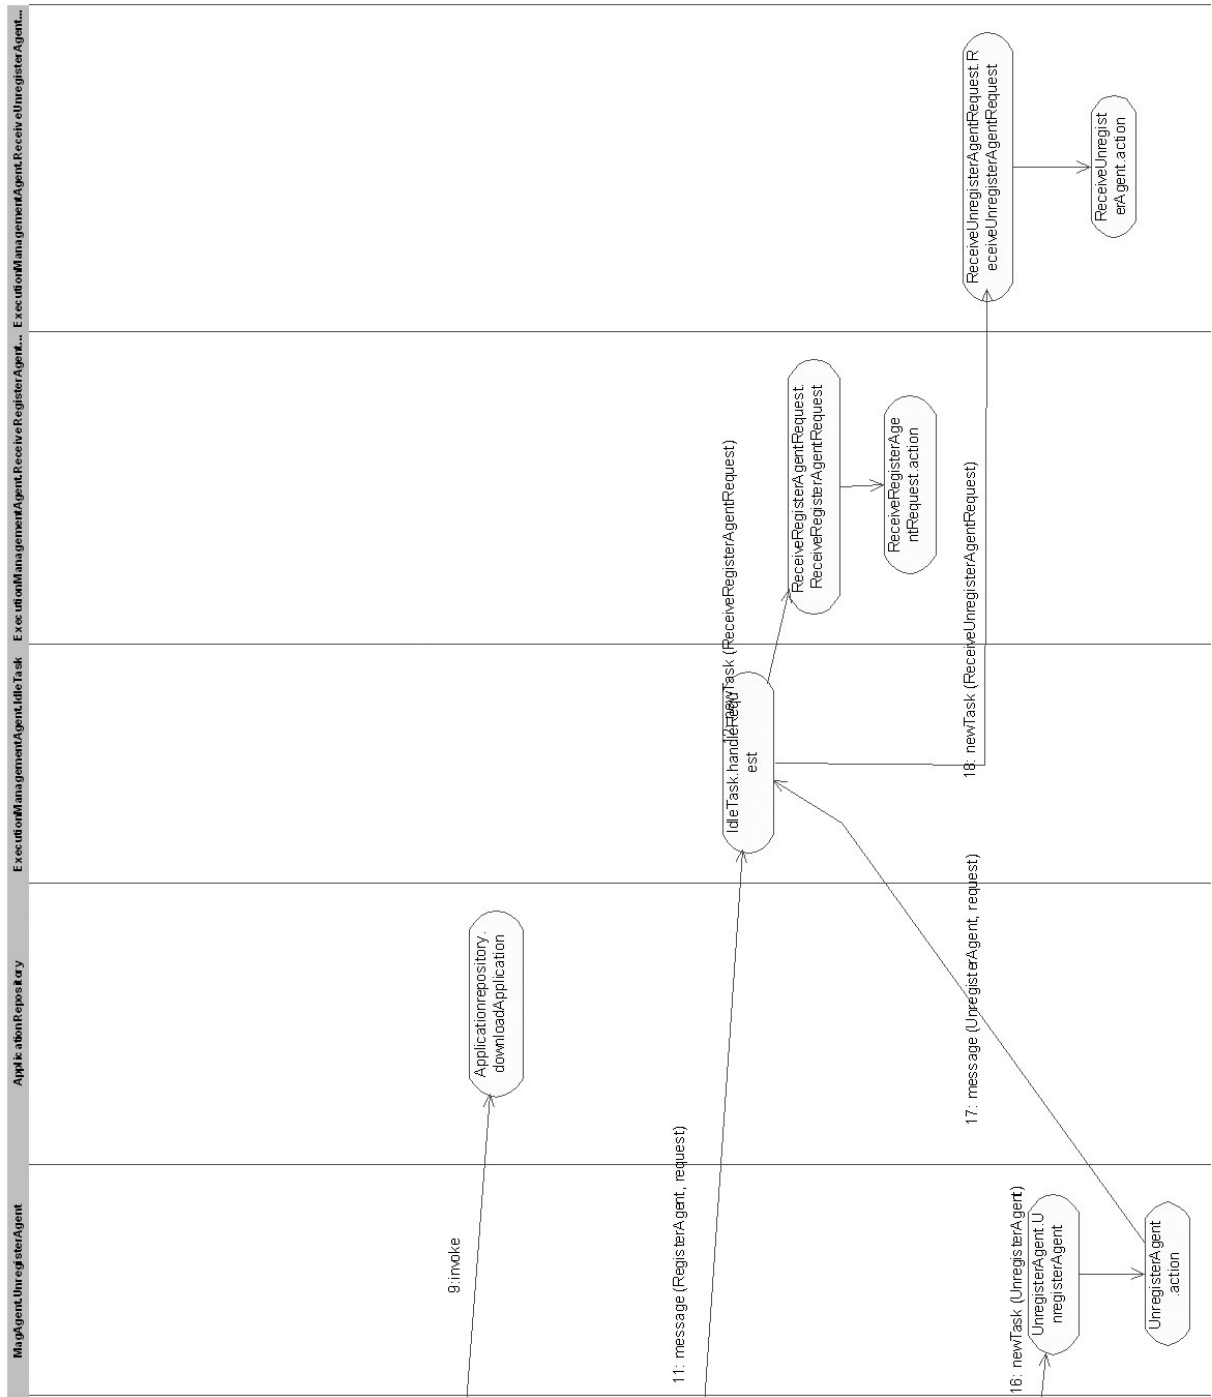 MagAgent.UnregisterAgent
ApplicationRepository
ExecutionManagementAgent.IdleTask
ExecutionManagementAgent.ReceiveRegisterAgent...
ExecutionManagementAgent.ReceiveUnregisterAgent...
9:invoke
Applicationrepository.
downloadApplication
11: message (RegisterAgent, request)
IdleTask.handleRequ
est
12: newTask (ReceiveRegisterAgentRequest)
ReceiveRegisterAgentRequest.
ReceiveRegisterAgentRequest
ReceiveRegisterAge
ntRequest.action
16: newTask (UnregisterAgent)
UnregisterAgent.U
nregisterAgent
UnregisterAgent
.action
17: message (UnregisterAgent, request)
18: newTask (ReceiveUnregisterAgentRequest)
ReceiveUnregisterAgentRequest.R
eceiveUnregisterAgentRequest
ReceiveUnregist
erAgent.action